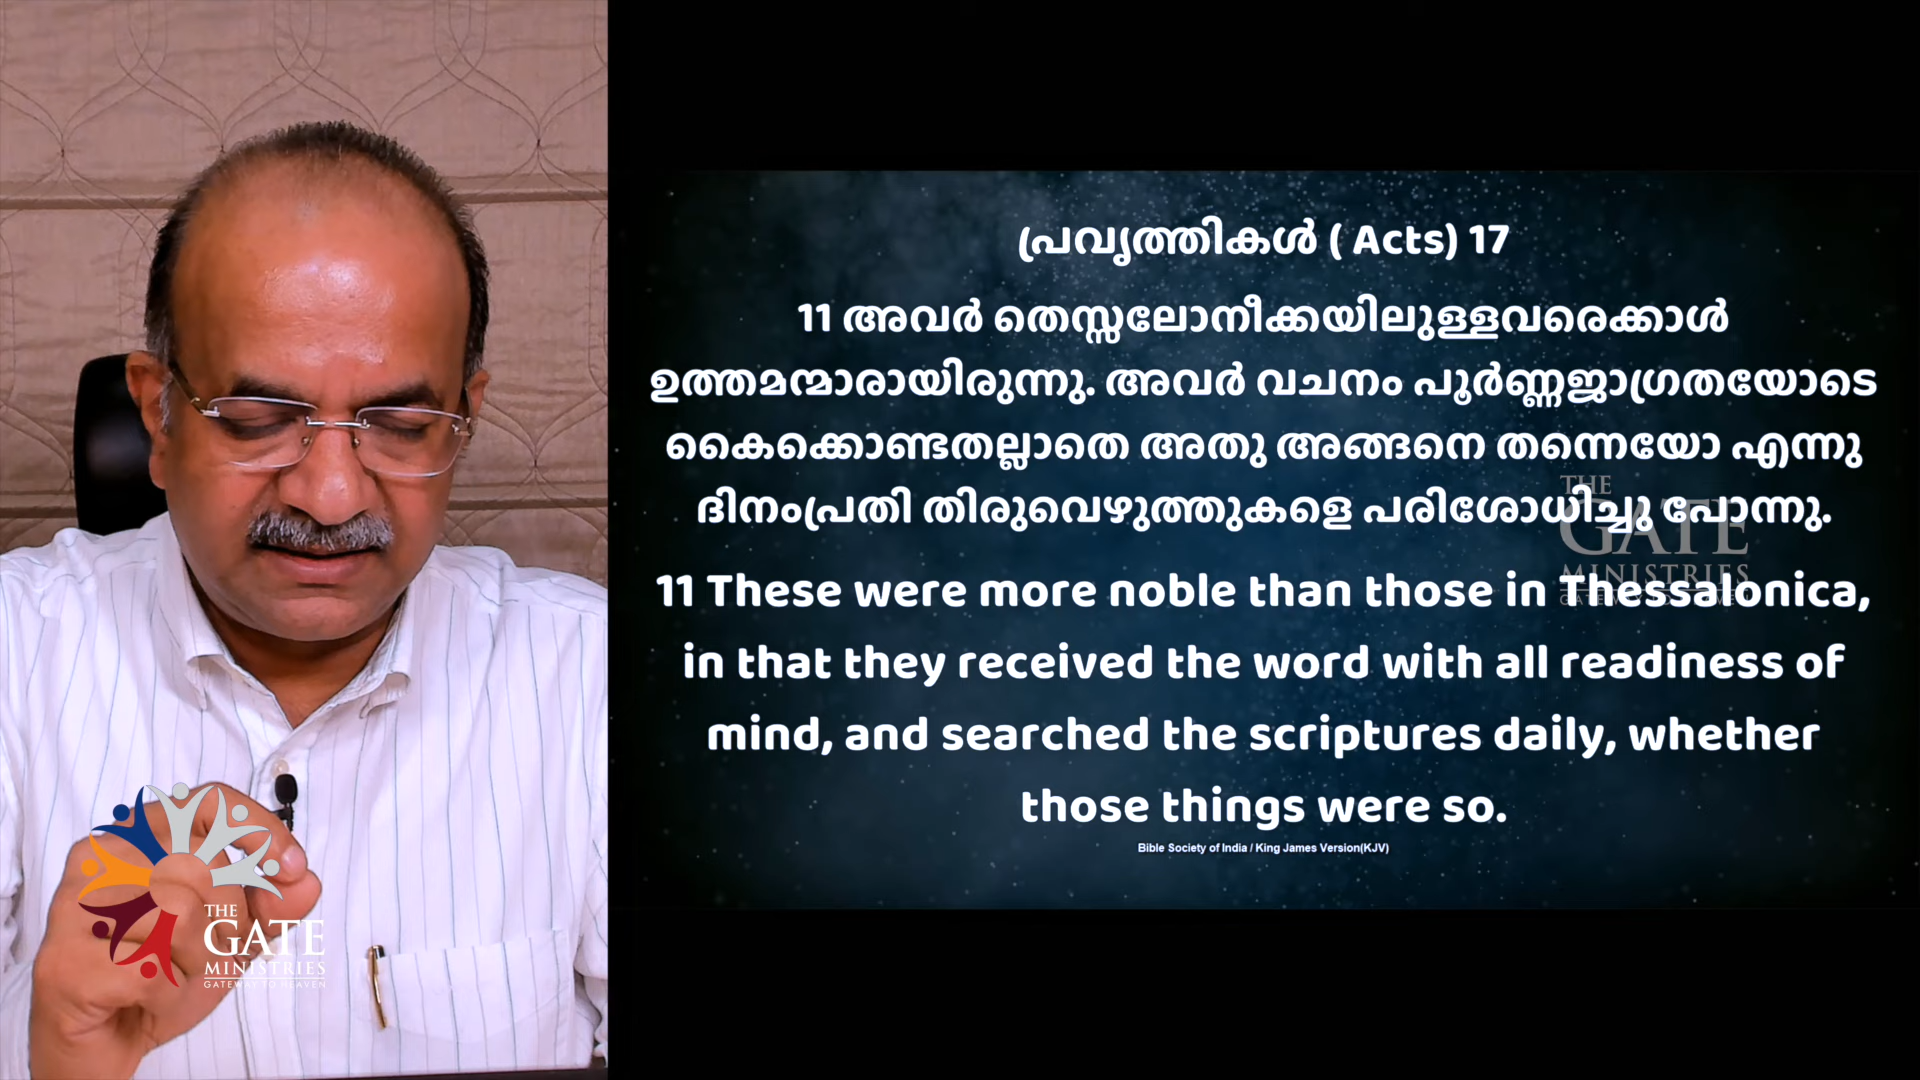 പ്രവൃത്തികൾ ( Acts) 17
11 അവർ തെസ്സലോനീക്കയിലുള്ളവരെക്കാൾ
ഉത്തമന്മാരായിരുന്നു. അവർ വചനം പൂർണ്ണജാഗ്രതയോടെ
കൈക്കൊണ്ടതല്ലാതെ അതു അങ്ങനെ തന്നെയോ എന്നു
ദിനംപ്രതി തിരുവെഴുത്തുകളെ പരിശോധിച്ചു പോന്നു.
11 These were more noble than those in Thessalonica,
in that they received the word with all readiness of
mind, and searched the scriptures daily, whether
those things were so.
Bible Society of India / King James Version(KJV)
THE
GATE
MINISTRIES
GATEWAY TO HEAVEN
THE
GATE
MINISTRIES
GATEWAY TO HEAVEN